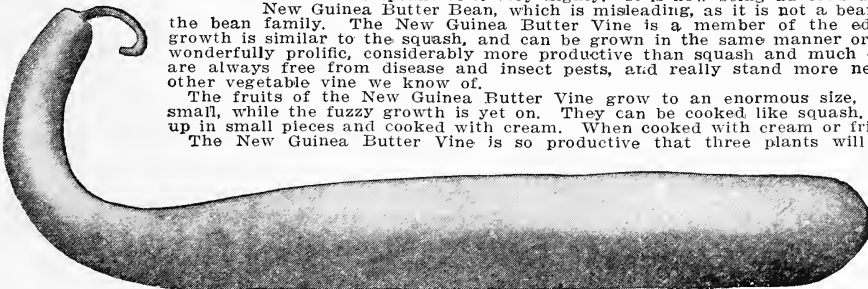 New Guinea Butter Bean, which is misleading, as it is not a
the bean family. The New Guinea Butter Vine is a member of the
growth is similar to the squash, and can be grown in the same manner or
wonderfully prolific, considerably more productive than squash and much
are always free from disease and insect pests, and really stand more
other vegetable vine we know of.
The fruits of the New Guinea Butter Vine grow to an enormous size,
small, while the fuzzy growth is yet on. They can be cooked like squash,
up in small pieces and cooked with cream. When cooked with cream or
The New Guinea Butter Vine is so productive that three plants will